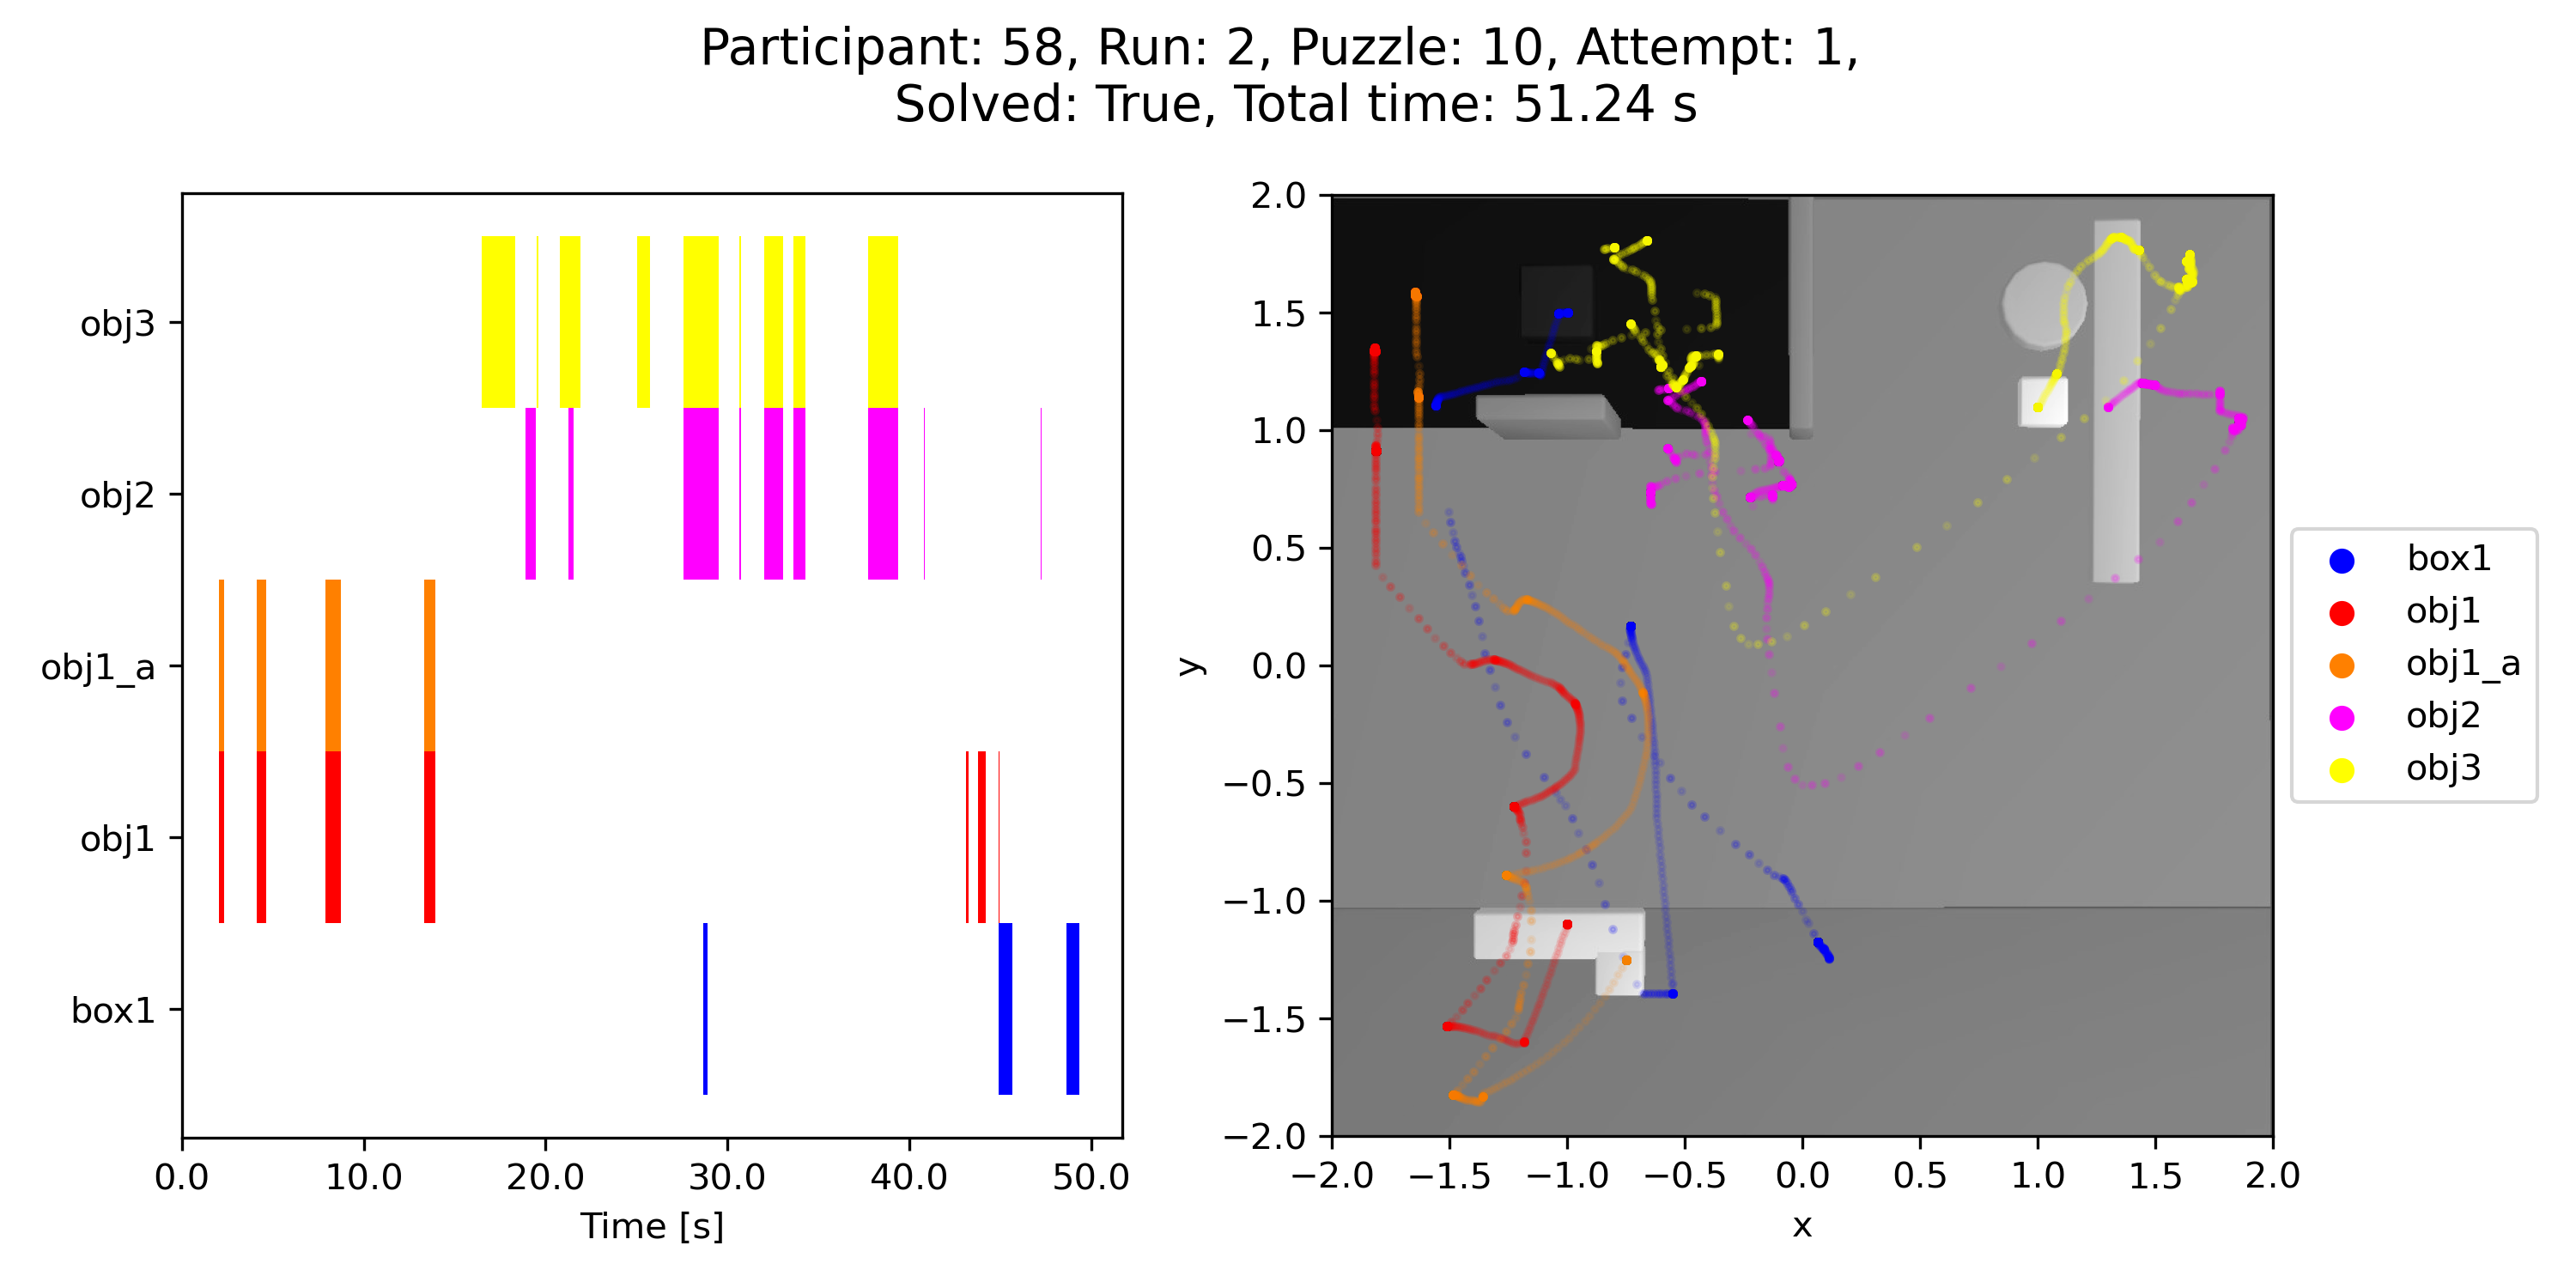 Participant: 58, Run: 2, Puzzle: 10, Attempt: 1,
Solved: True, Total time: 51.24 s
obj3
obj2
obj1_a
obj1
box1
0.0 10.0 20.0 30.0 40.0 50.0
Time [s]
2.0
1.5
1.0
0.5
0.0
−0.5
−1.0
−1.5
−2.0
y
−2.0 −1.5 −1.0 −0.5 0.0 0.5 1.0 1.5 2.0
x
box1
obj1
obj1_a
obj2
obj3